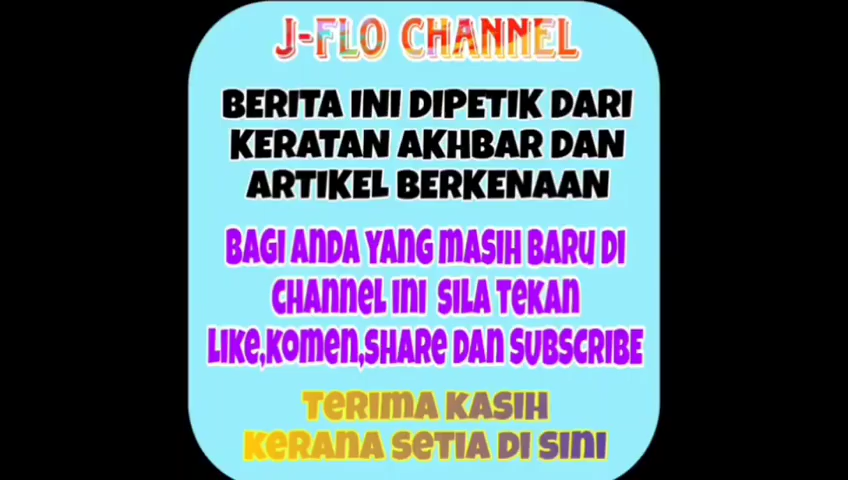 J-FLO CHANNEL
BERITA INI DIPETIK DARI
KERATAN AKHBAR DAN
ARTIKEL BERKENAAN
BAGI ANDA YANG MASIH BARU DI
CHANNEL INI SILA TEKAN
LIKE,KOMEN,SHARE DAN SUBSCRIBE
TERIMA KASIH
KERANA SETIA DI SINI